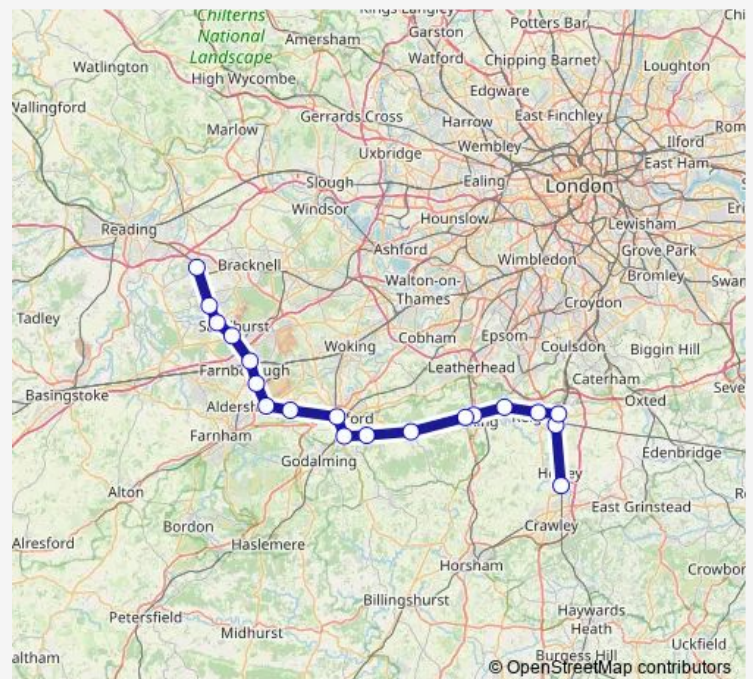 Chilterns
National
Landscape
Kings Langley
Potters Bar
Garston
Amersham
Watford
Chipping Barnet
Loughton
Watlington
High Wycombe
Edgware
Wallingford
Marlow
Gerrards Cross
Harrow
East Finchley
Ilford
Uxbridge
Wembley
East Ham
Slough
Ealing
London
Windsor
Hounslow
Lewisham
Reading
Ashford
Grove Park
Bracknell
Wimbledon
Bromley
Walton-on-
Thames
Croydon
Tadley
Woking
Cobham
Epsom
Coulsdon
Biggin Hill
Leatherhead
Caterham
Basingstoke
Oxted
Farnham
Godalming
Edenbridge
Alton
East Grinstead
Bordon
Crawley
Alresford
Haslemere
Horsham
Billingshurst
Petersfield
Haywards
Heath
Midhurst
Uckfield
Burgess Hill
© OpenStreetMap contributors